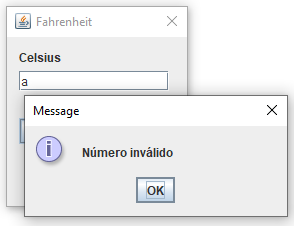 Fahrenheit
Celsius
a
Message
Número inválido
OK